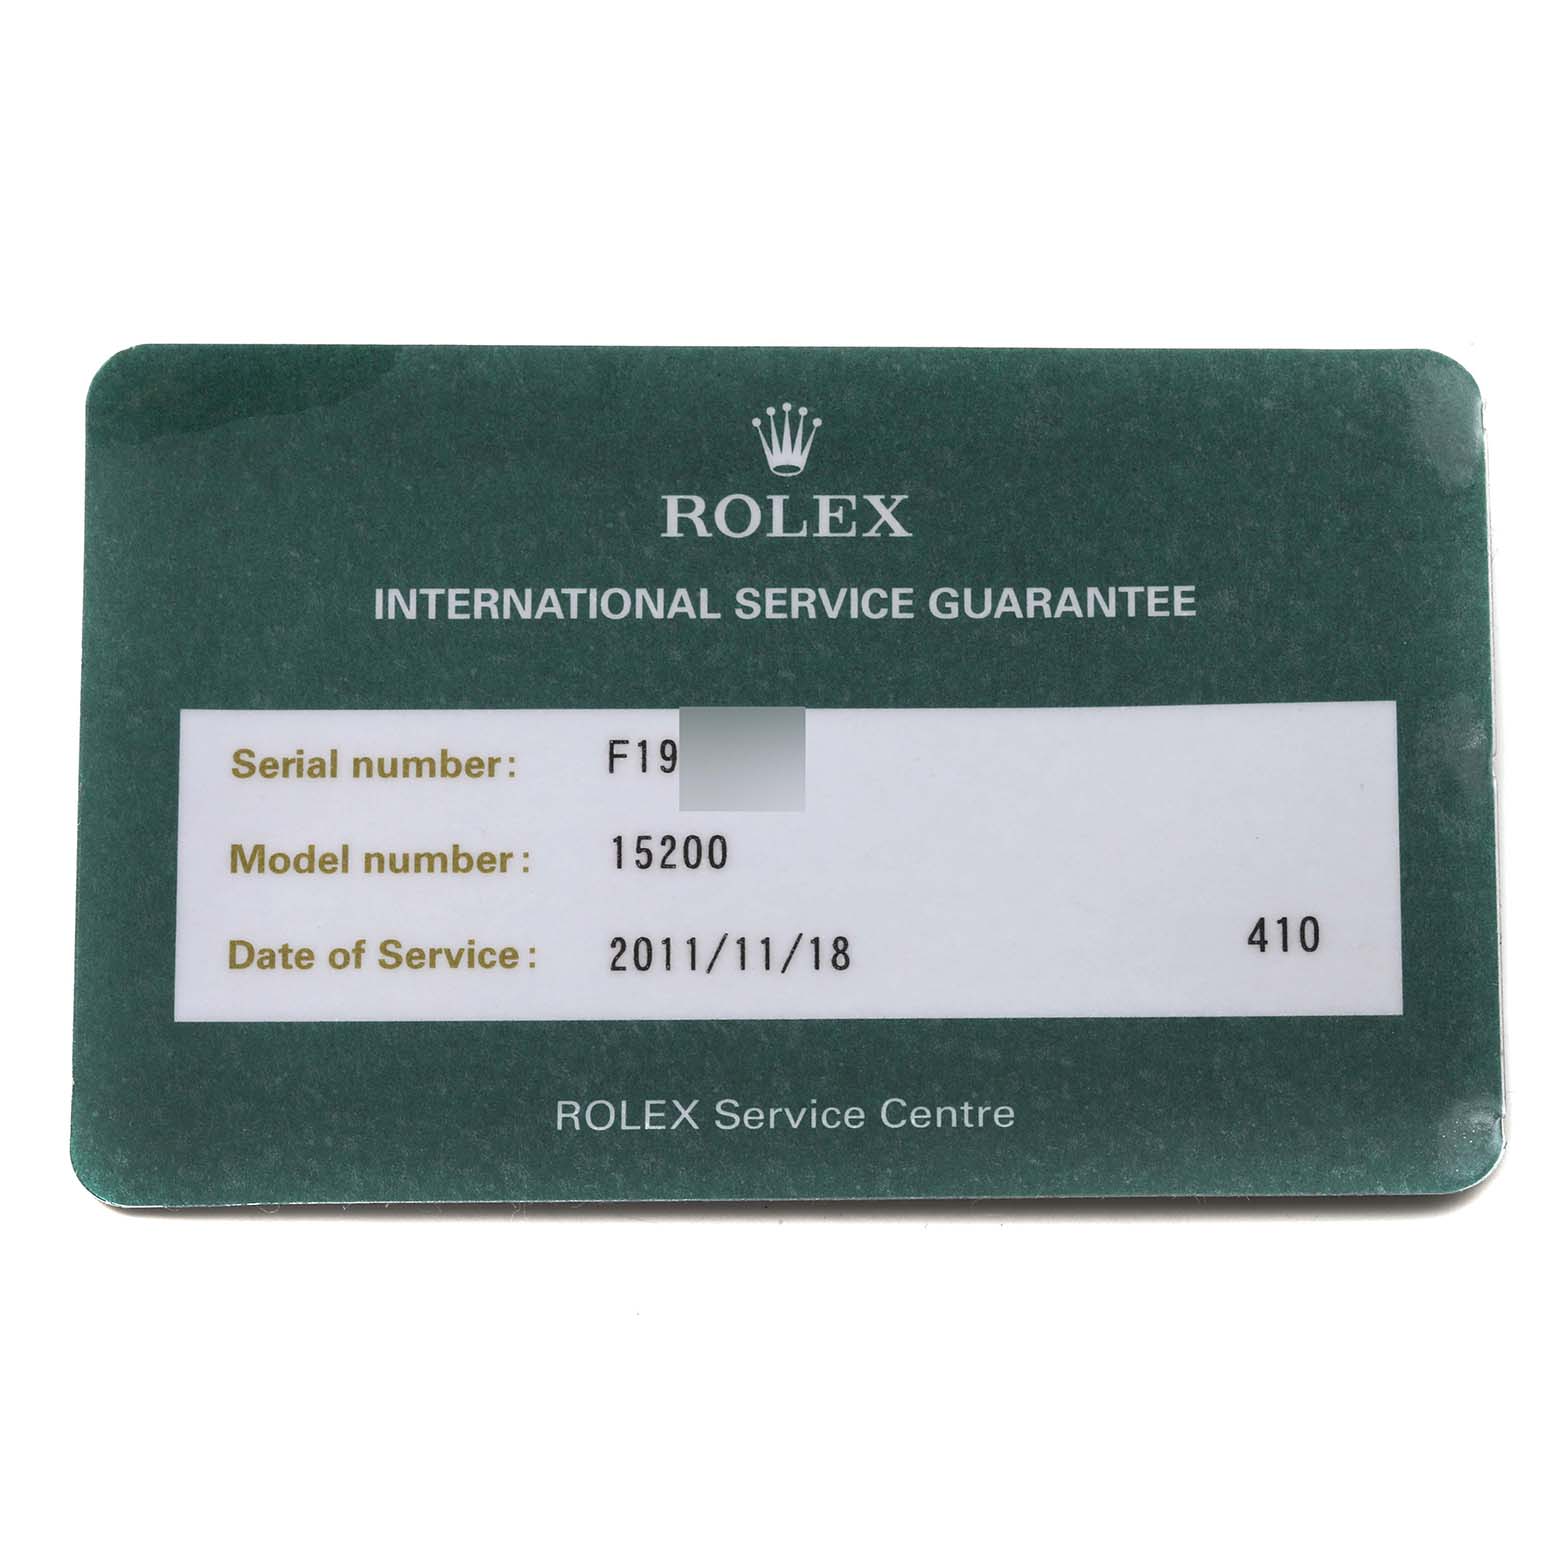 ROLEX
INTERNATIONAL SERVICE GUARANTEE
Serial number: F19
Model number: 15200
Date of Service: 2011/11/18 410
ROLEX Service Centre